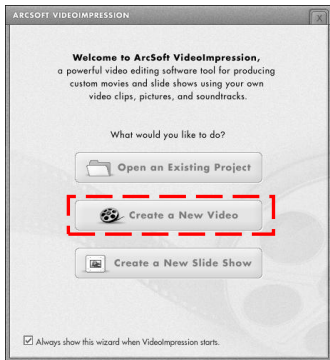 ARCSOFT VIDEOIMPRESSION
X
Welcome to ArcSoft VideoImpression,
a powerful video editing software tool for producing
custom movies and slide shows using your own
video clips, pictures, and soundtracks.
What would you like to do?
Open an Existing Project
Create a New Video
Create a New Slide Show
Always show this wizard when VideoImpression starts.